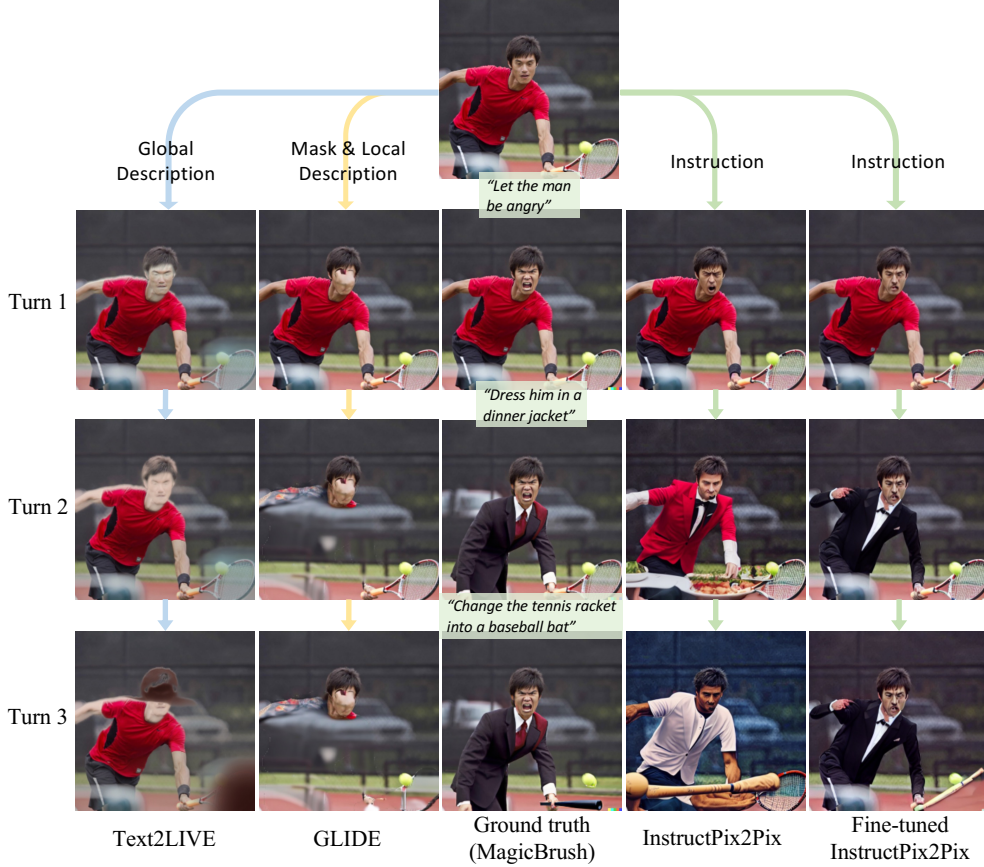 Global
Description
Mask & Local
Description
Instruction
Instruction
“Let the man
be angry”
Turn 1
“Dress him in a
dinner jacket”
Turn 2
“Change the tennis racket
into a baseball bat”
Turn 3
Text2LIVE
GLIDE
Ground truth
(MagicBrush)
InstructPix2Pix
Fine-tuned
InstructPix2Pix